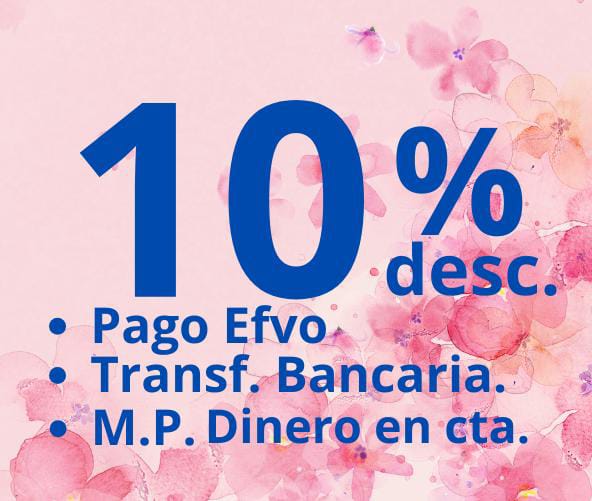 10%
desc.
• Pago Efvo
• Transf. Bancaria.
• M.P. Dinero en cta.